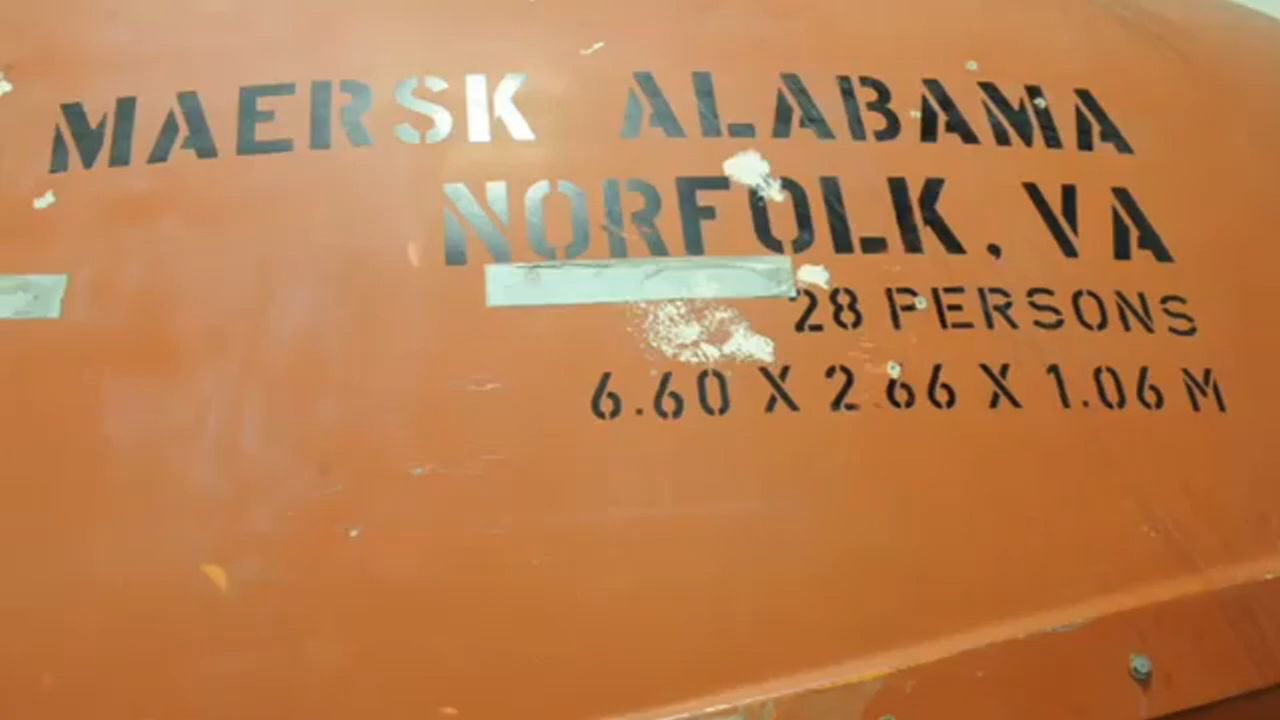 MAERSK ALABAMA
NORFOLK, VA
28 PERSONS
6.60 X 2.66 X 1.06 M